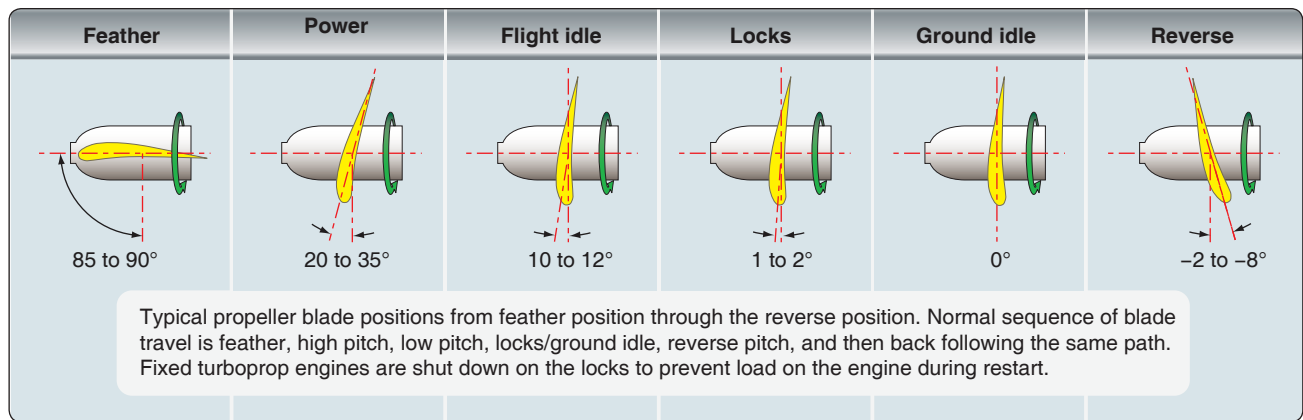 Feather
Power
Flight idle
Locks
Ground idle
Reverse
85 to 90°
20 to 35°
10 to 12°
1 to 2°
0°
−2 to −8°
Typical propeller blade positions from feather position through the reverse position. Normal sequence of blade
travel is feather, high pitch, low pitch, locks/ground idle, reverse pitch, and then back following the same path.
Fixed turboprop engines are shut down on the locks to prevent load on the engine during restart.